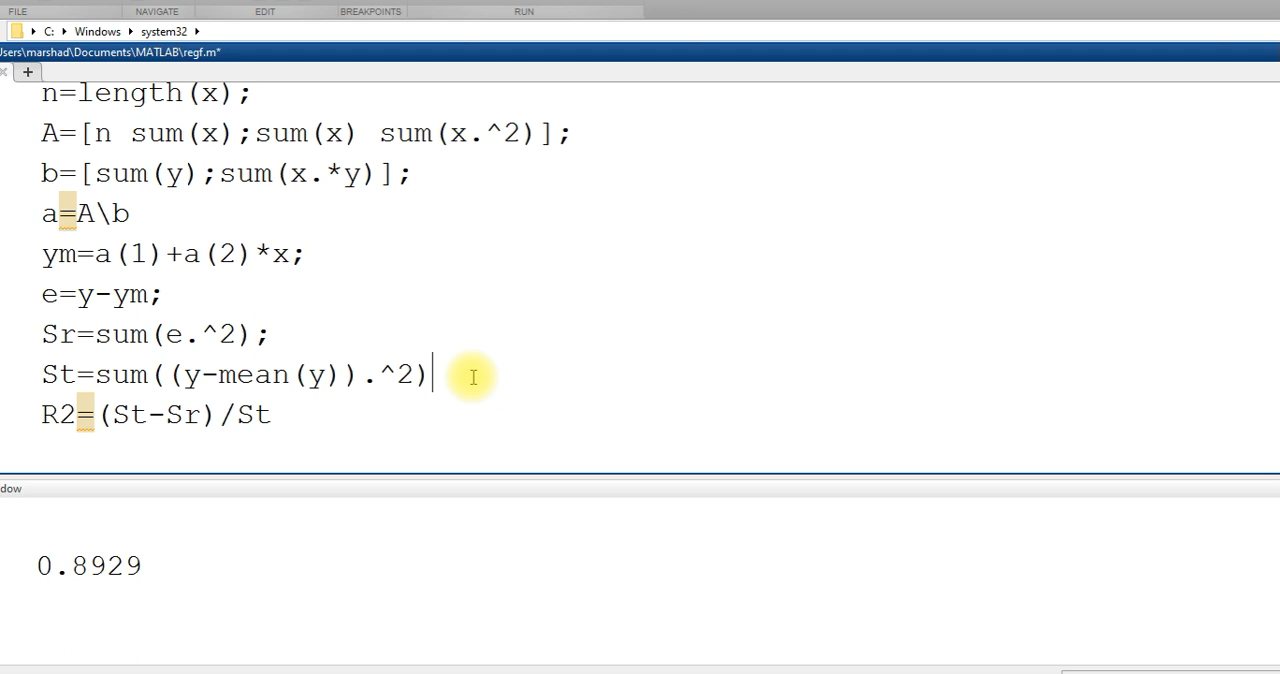 FILE NAVIGATE EDIT BREAKPOINTS RUN
C: Windows system32
Jsers\marshad\Documents\MATLAB\regf.m*
+
n=length(x);
A=[n sum(x);sum(x) sum(x.^2)];
b=[sum(y);sum(x.*y)];
a=A\b
ym=a(1)+a(2)*x;
e=y-ym;
Sr=sum(e.^2);
St=sum((y-mean(y)).^2)
R2=(St-Sr)/St
dow
0.8929